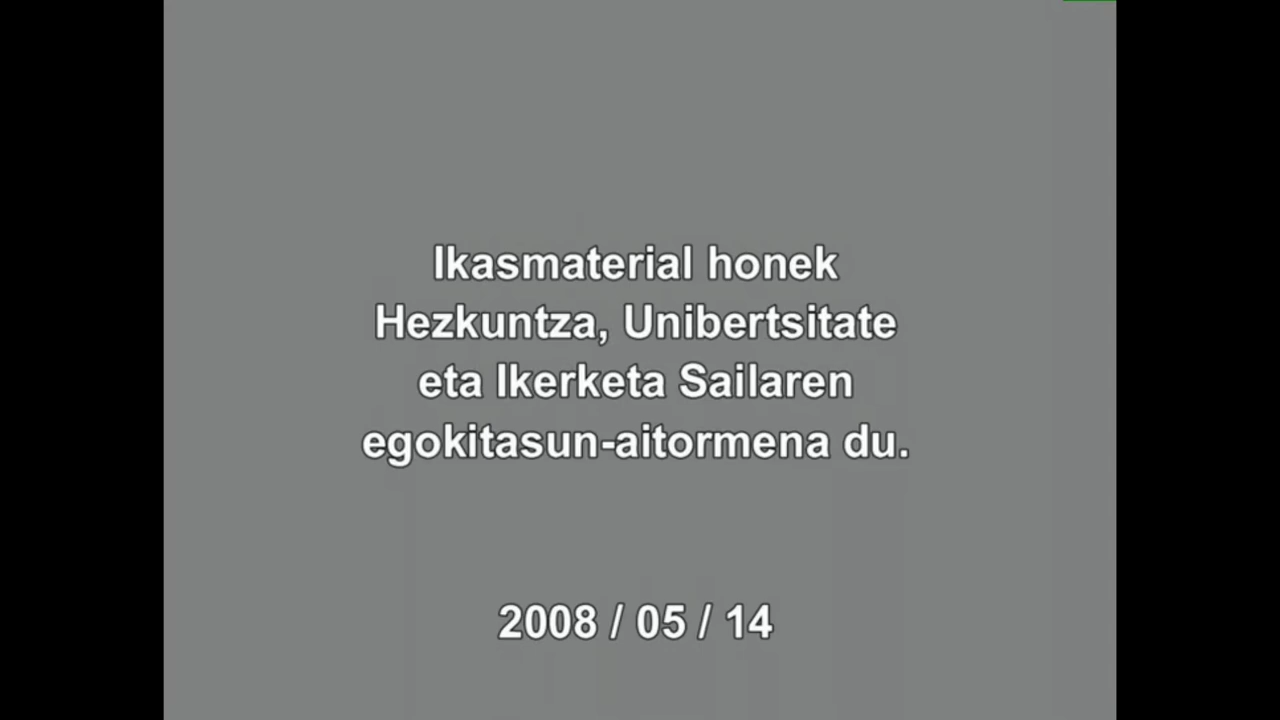 Ikasmaterial honek
Hezkuntza, Unibertsitate
eta Ikerketa Sailaren
egokitasun-aitormena du.
2008 / 05 / 14